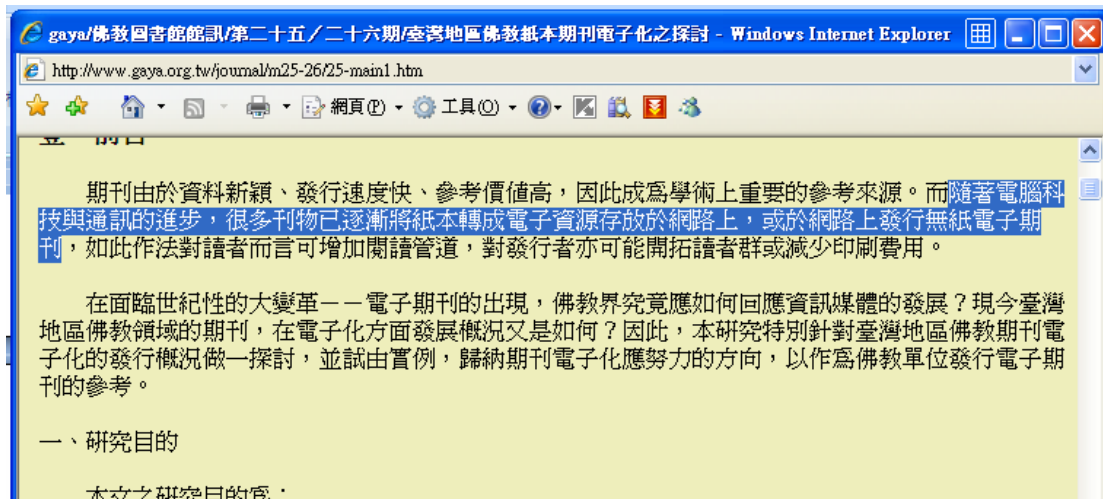 gaya/佛教圖書館館訊/第二十五／二十六期/臺灣地區佛教紙本期刊電子化之探討 - Windows Internet Explorer
http://www.gaya.org.tw/journal/m25-26/25-main1.htm
網頁(P) 工具(O)
期刊由於資料新穎、發行速度快、參考價值高，因此成為學術上重要的參考來源。而隨著電腦科
技與通訊的進步，很多刊物已逐漸將紙本轉成電子資源存放於網路上，或於網路上發行無紙電子期
刊，如此作法對讀者而言可增加閱讀管道，對發行者亦可能開拓讀者群或減少印刷費用。
在面臨世紀性的大變革－－電子期刊的出現，佛教界究竟應如何回應資訊媒體的發展？現今臺灣
地區佛教領域的期刊，在電子化方面發展概況又是如何？因此，本研究特別針對臺灣地區佛教期刊電
子化的發行概況做一探討，並試由實例，歸納期刊電子化應努力的方向，以作為佛教單位發行電子期
刊的參考。
一、研究目的
本文之研究目的為：